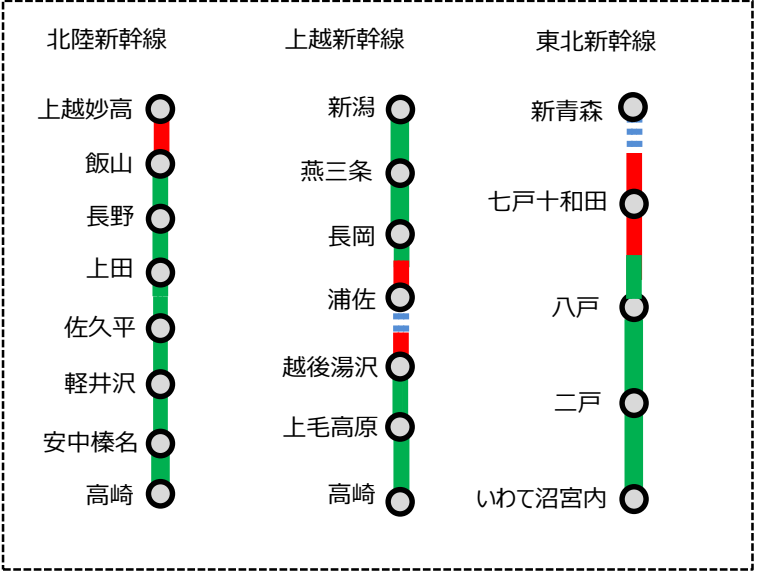 北陸新幹線
上越妙高
飯山
長野
上田
佐久平
軽井沢
安中榛名
高崎
上越新幹線
新潟
燕三条
長岡
浦佐
越後湯沢
上毛高原
高崎
東北新幹線
新青森
七戸十和田
八戸
二戸
いわて沼宮内